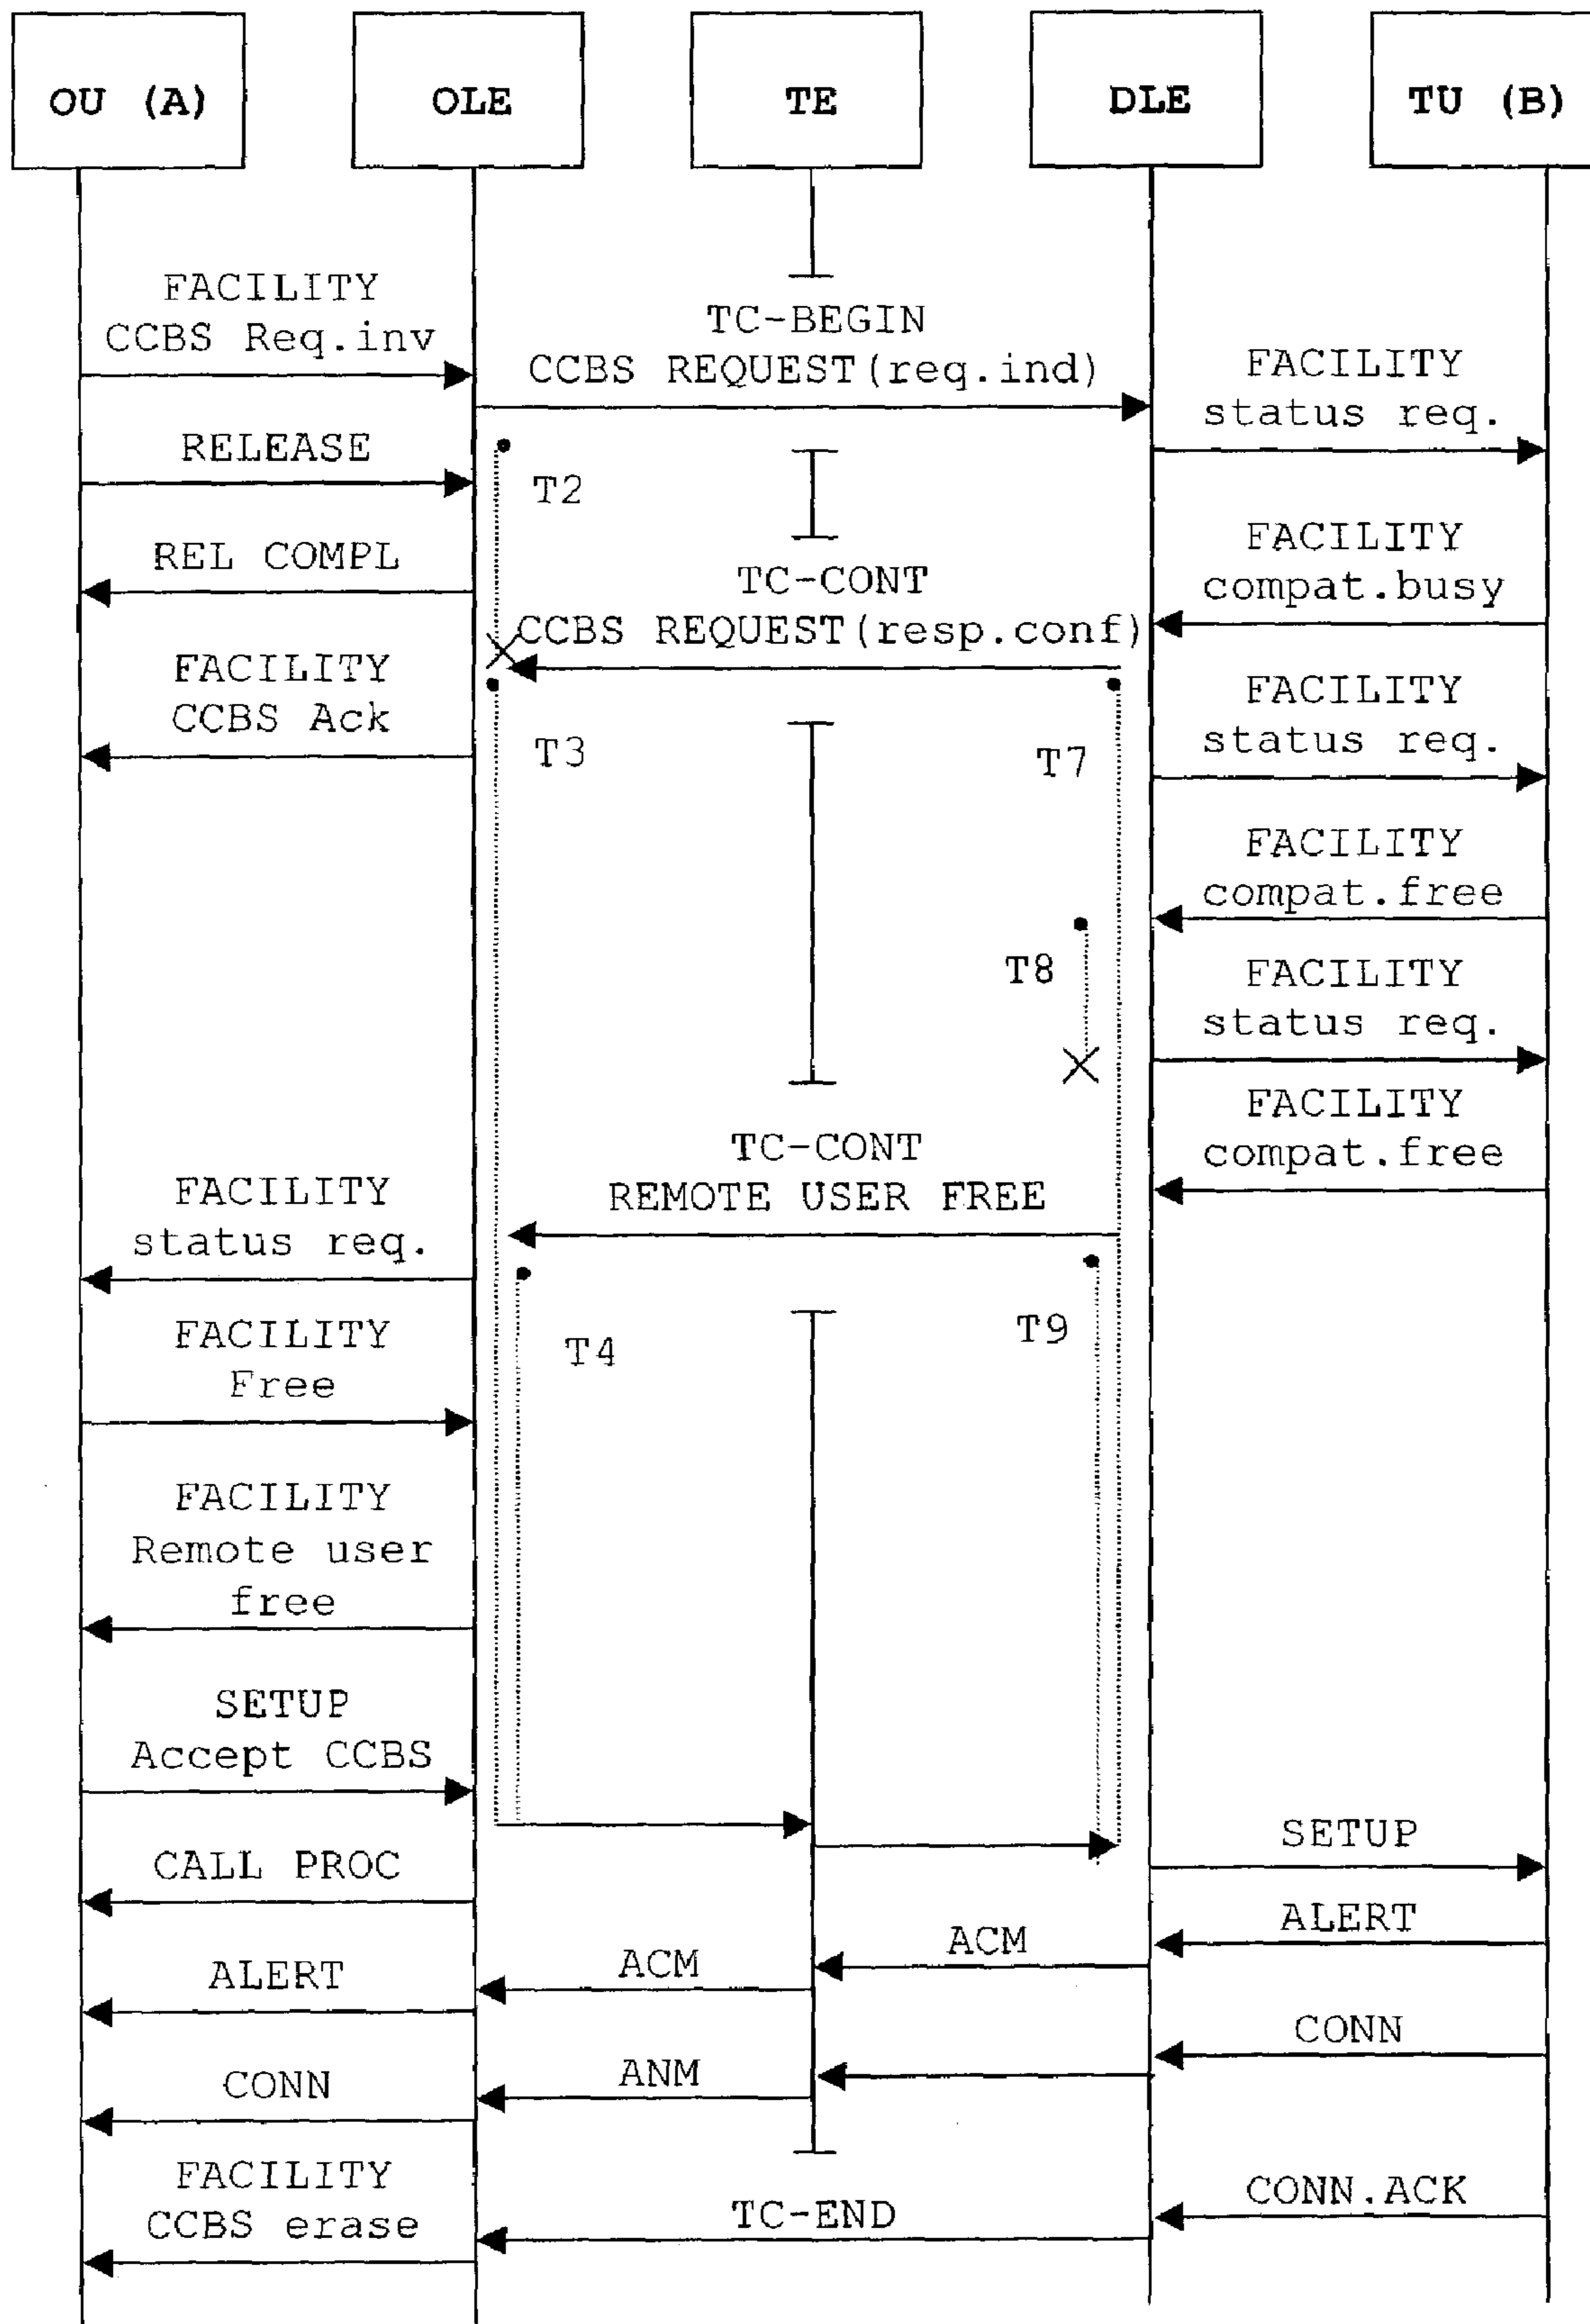 OU (A)
OLE
TE
DLE
TU (B)
FACILITY
CCBS Req.inv
TC-BEGIN
CCBS REQUEST(req.ind)
FACILITY
status req.
RELEASE
T2
REL COMPL
FACILITY
compat.busy
TC-CONT
CCBS REQUEST(resp.conf)
FACILITY
CCBS Ack
T3
T7
FACILITY
status req.
FACILITY
compat.free
T8
FACILITY
status req.
FACILITY
compat.free
TC-CONT
REMOTE USER FREE
FACILITY
status req.
T4
T9
FACILITY
Free
FACILITY
Remote user
free
SETUP
Accept CCBS
SETUP
CALL PROC
ALERT
ACM
ACM
ALERT
CONN
ANM
CONN
FACILITY
CCBS erase
TC-END
CONN.ACK